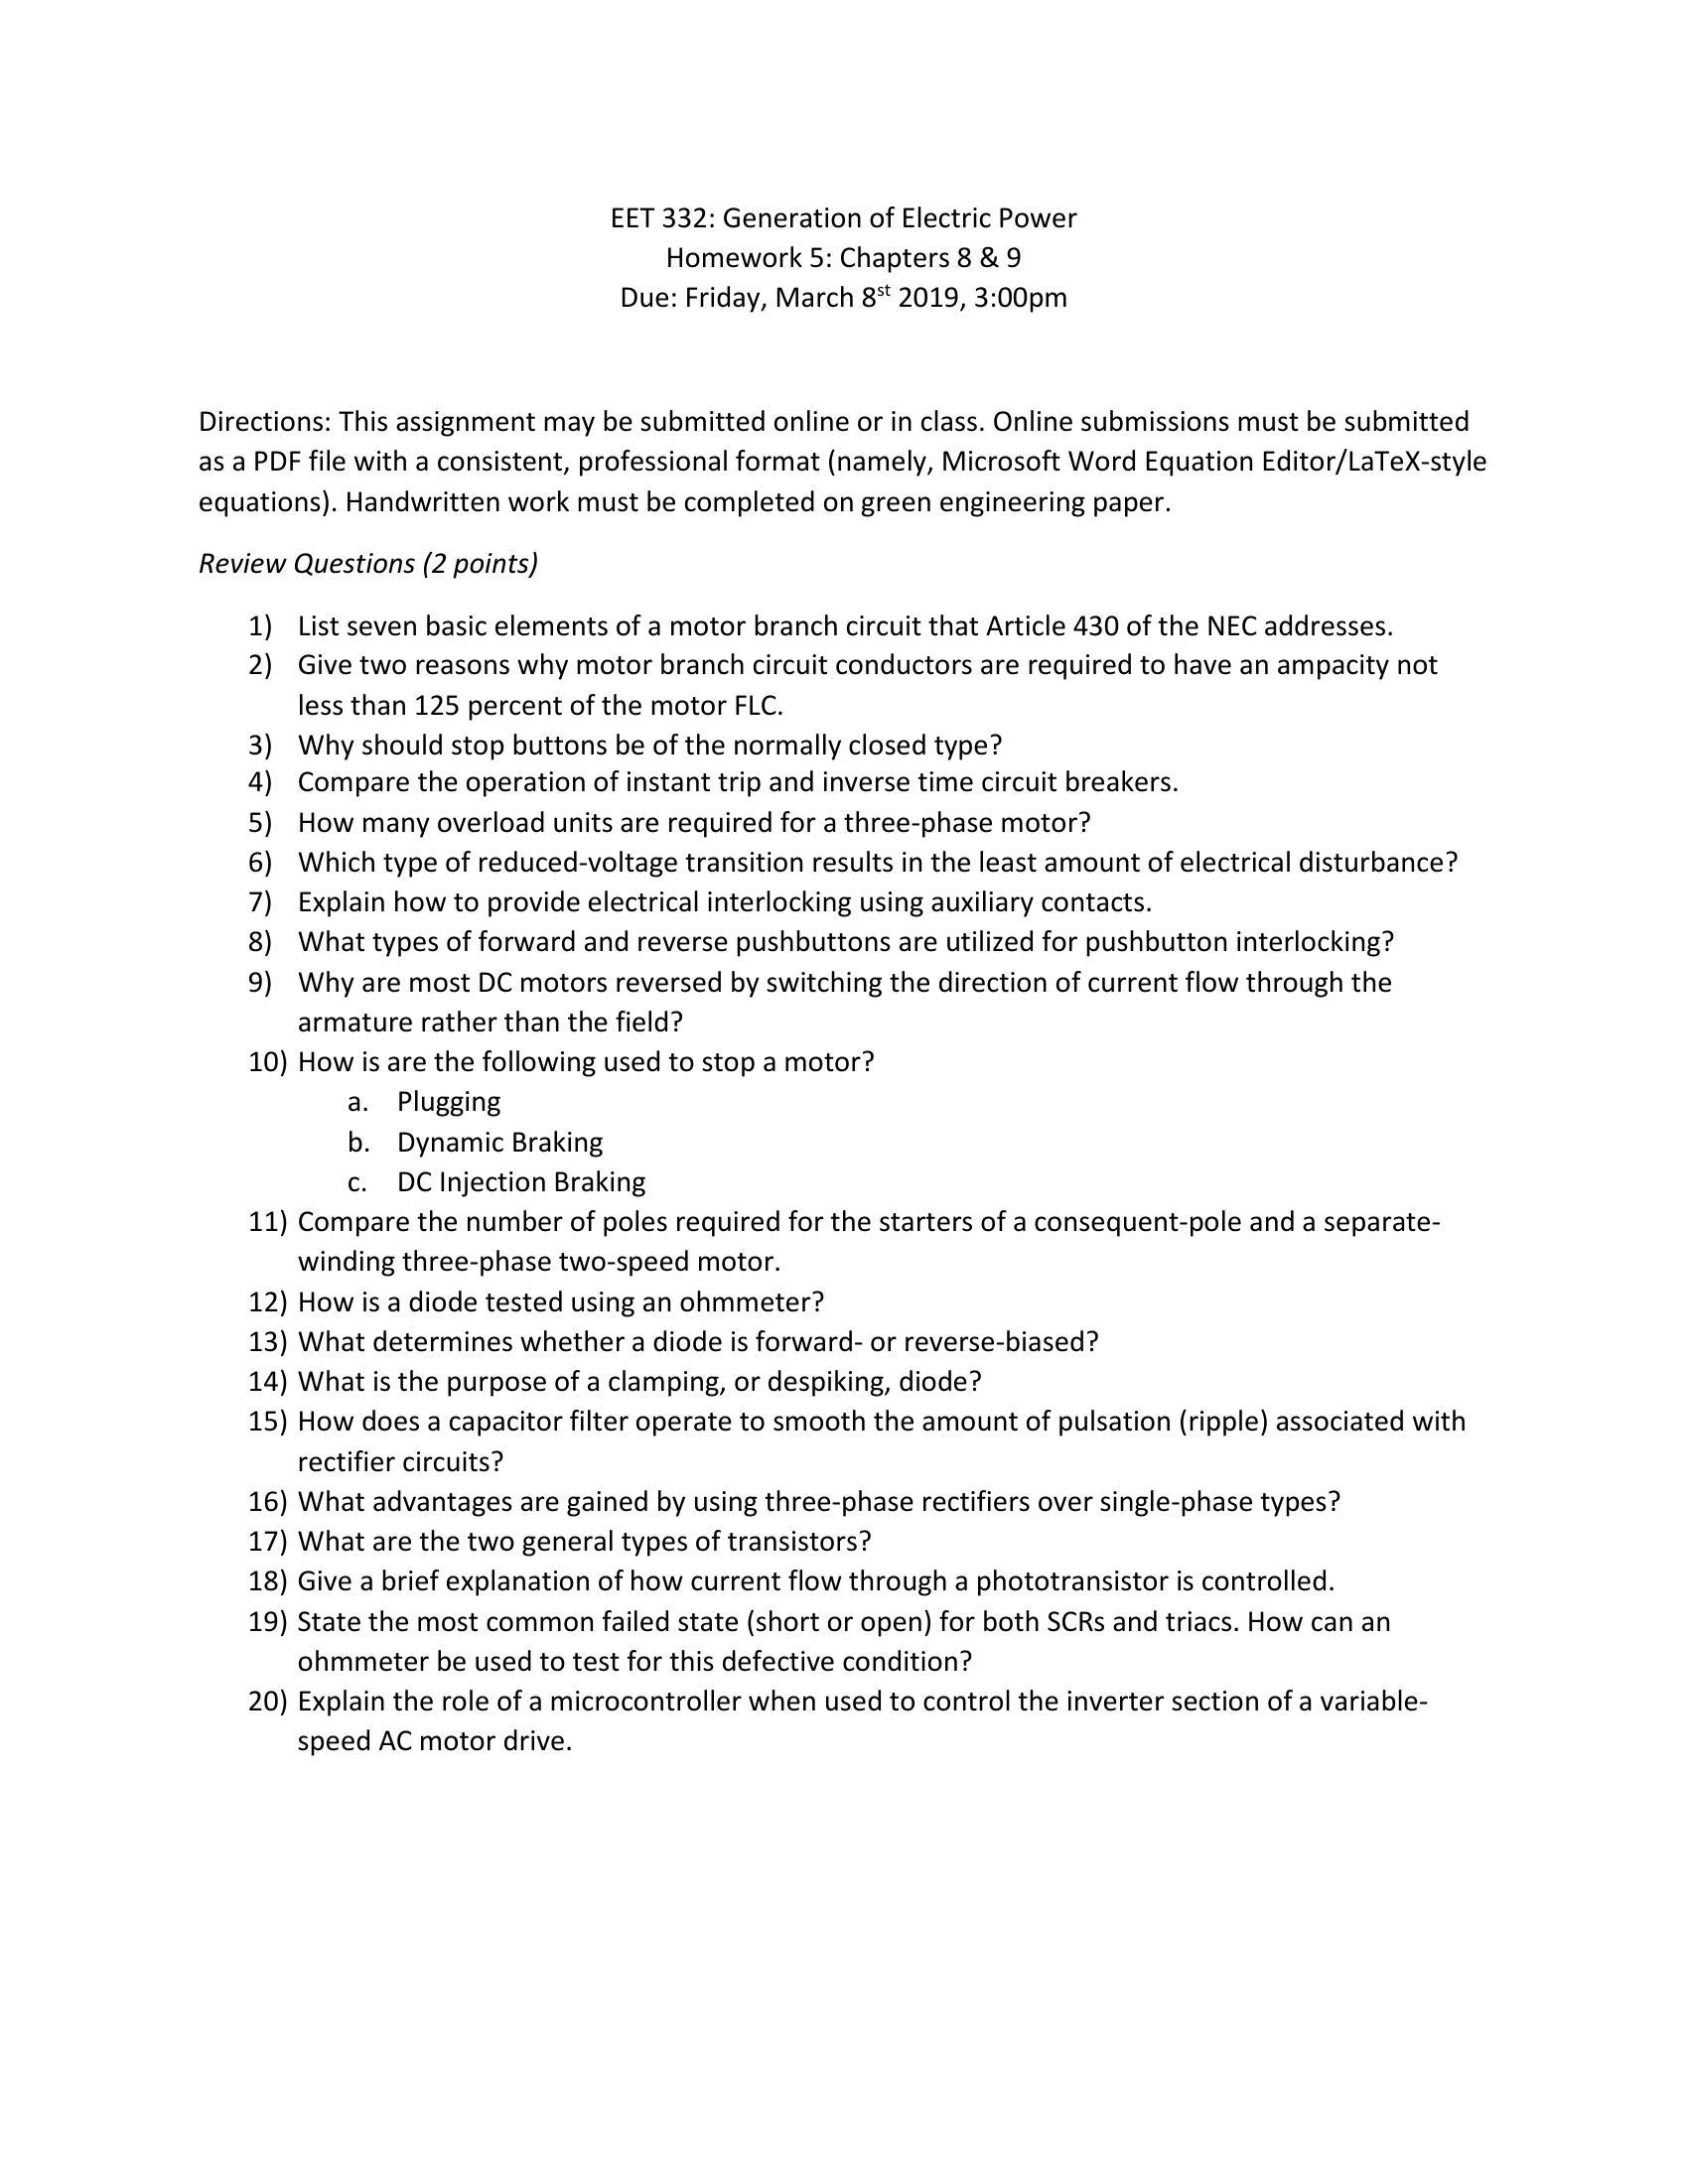 EET 332: Generation of Electric Power
Homework 5: Chapters 8 & 9
Due: Friday, March 8st 2019, 3:00pm
Directions: This assignment may be submitted online or in class. Online submissions must be submitted
as a PDF file with a consistent, professional format (namely, Microsoft Word Equation Editor/LaTeX-style
equations). Handwritten work must be completed on green engineering paper.
Review Questions (2 points)
1) List seven basic elements of a motor branch circuit that Article 430 of the NEC addresses.
2) Give two reasons why motor branch circuit conductors are required to have an ampacity not
less than 125 percent of the motor FLC.
3) Why should stop buttons be of the normally closed type?
4) Compare the operation of instant trip and inverse time circuit breakers.
5) How many overload units are required for a three-phase motor?
6) Which type of reduced-voltage transition results in the least amount of electrical disturbance?
7) Explain how to provide electrical interlocking using auxiliary contacts.
8) What types of forward and reverse pushbuttons are utilized for pushbutton interlocking?
9) Why are most DC motors reversed by switching the direction of current flow through the
armature rather than the field?
10) How is are the following used to stop a motor?
a. Plugging
b. Dynamic Braking
c. DC Injection Braking
11) Compare the number of poles required for the starters of a consequent-pole and a separate-
winding three-phase two-speed motor.
12) How is a diode tested using an ohmmeter?
13) What determines whether a diode is forward- or reverse-biased?
14) What is the purpose of a clamping, or despiking, diode?
15) How does a capacitor filter operate to smooth the amount of pulsation (ripple) associated with
rectifier circuits?
16) What advantages are gained by using three-phase rectifiers over single-phase types?
17) What are the two general types of transistors?
18) Give a brief explanation of how current flow through a phototransistor is controlled.
19) State the most common failed state (short or open) for both SCRs and triacs. How can an
ohmmeter be used to test for this defective condition?
20) Explain the role of a microcontroller when used to control the inverter section of a variable-
speed AC motor drive.